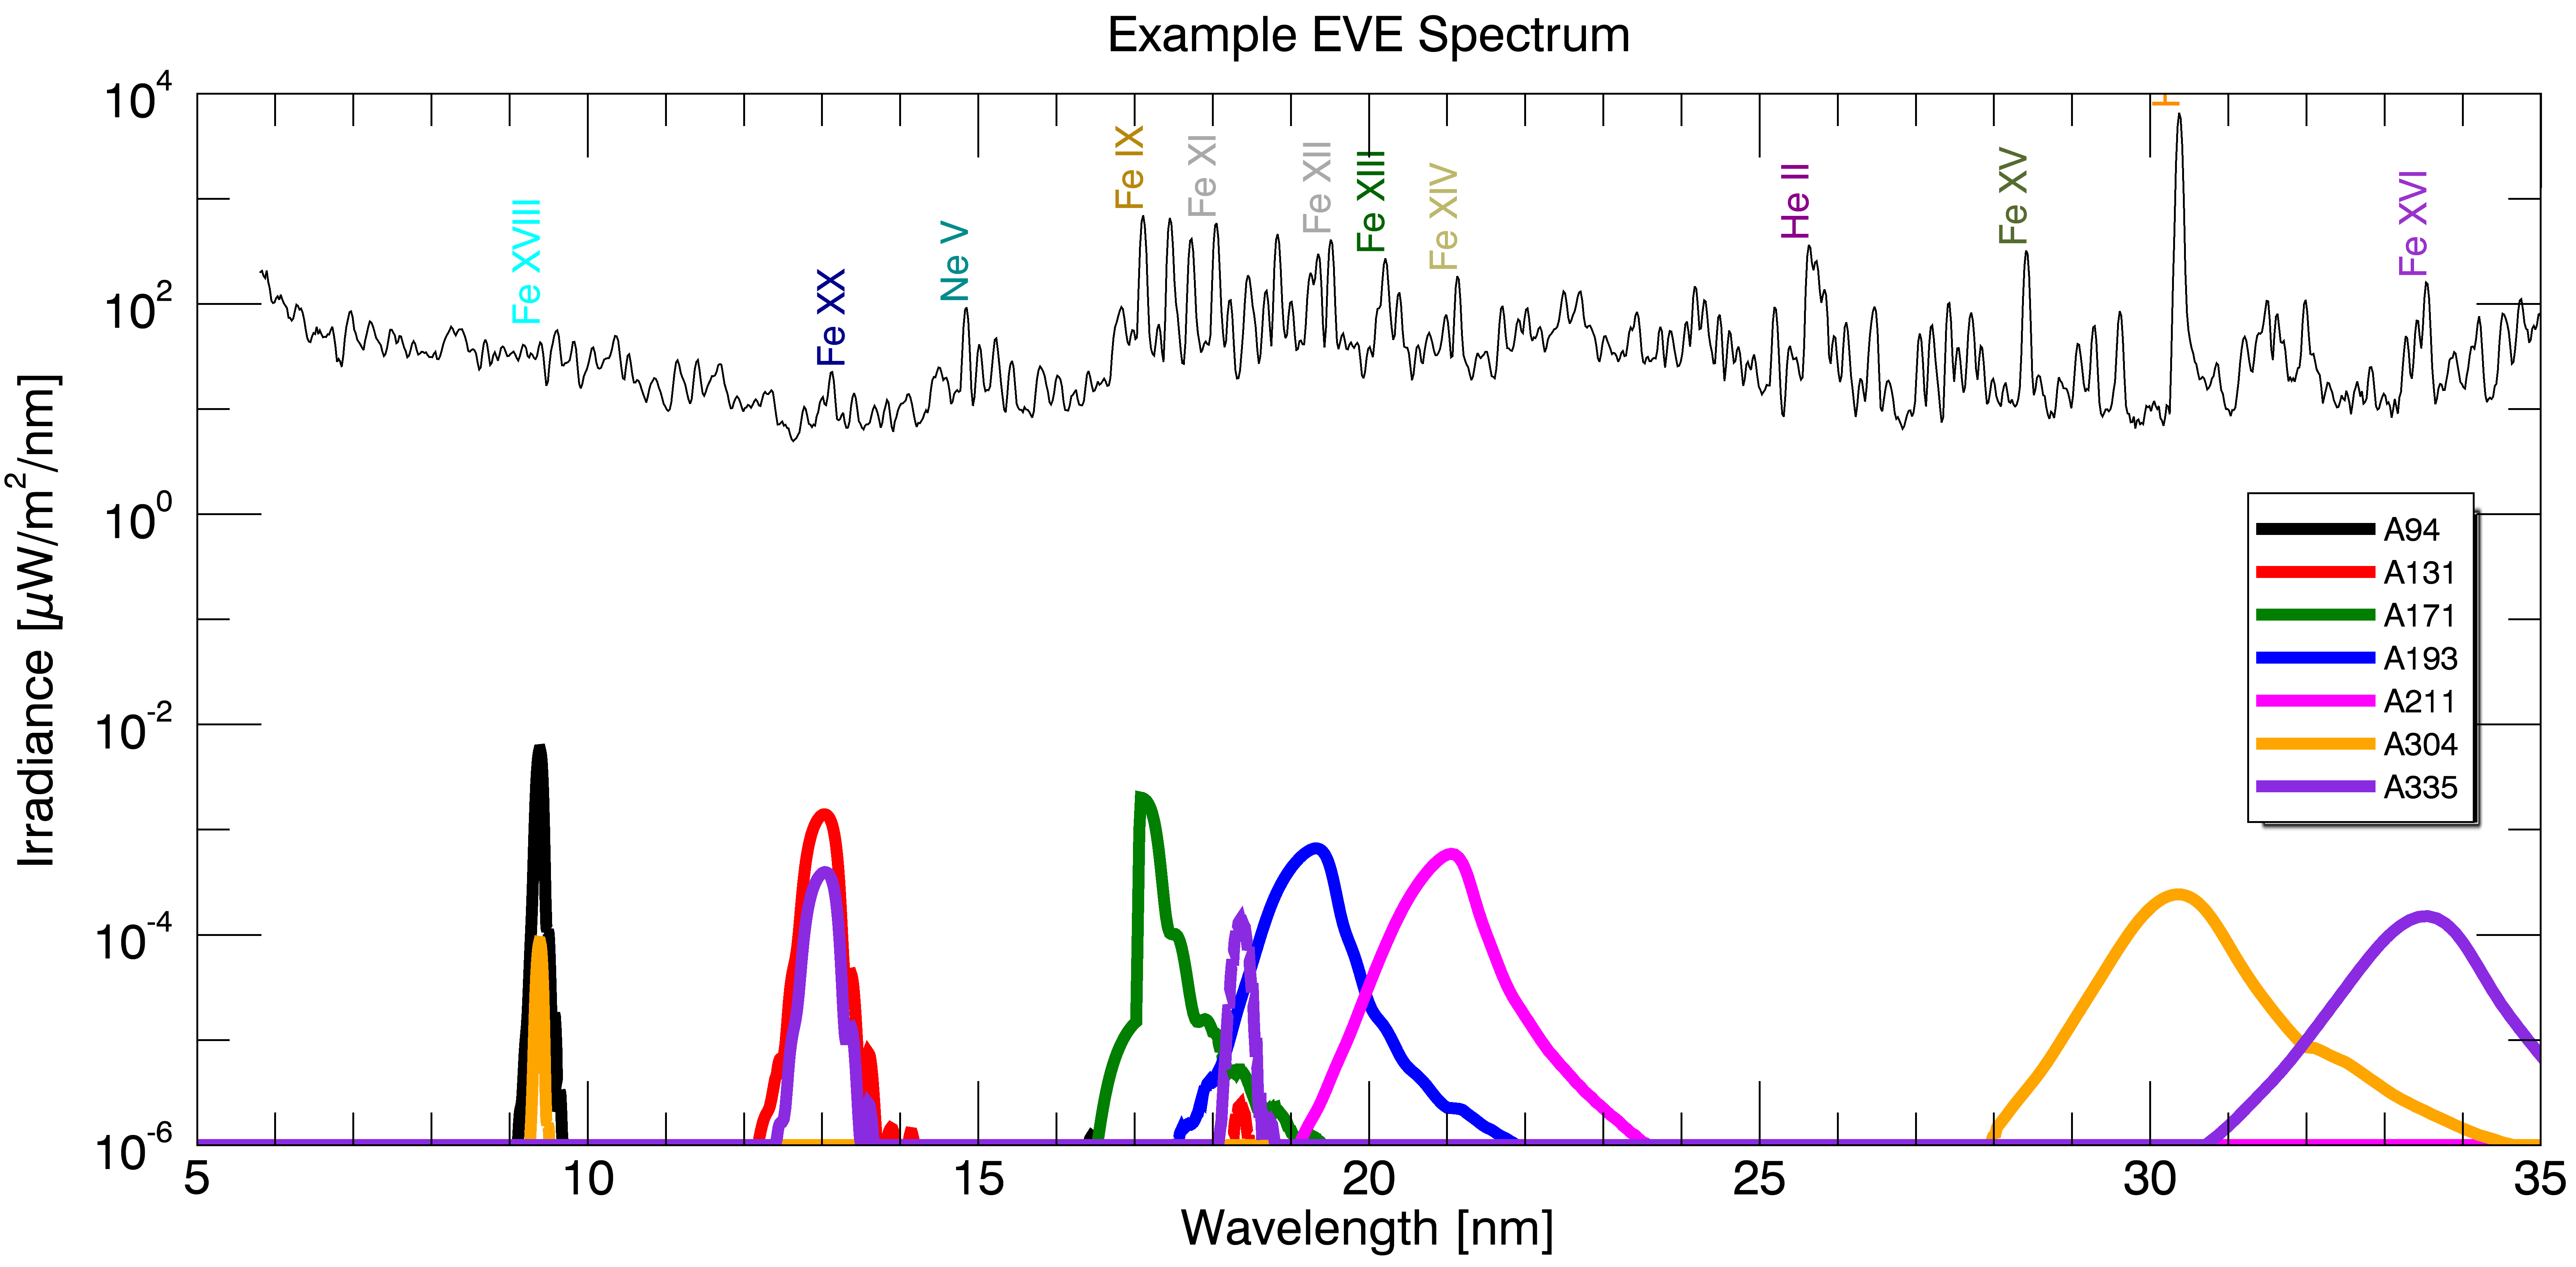 Example EVE Spectrum
10^4
10^2
10^0
10^-2
10^-4
10^-6
Irradiance [μW/m^2/nm]
Fe XVIII
Fe XX
Ne V
Fe IX
Fe XI
Fe XII
Fe XIII
Fe XIV
He II
Fe XV
Fe XVI
A94
A131
A171
A193
A211
A304
A335
5 10 15 20 25 30 35
Wavelength [nm]